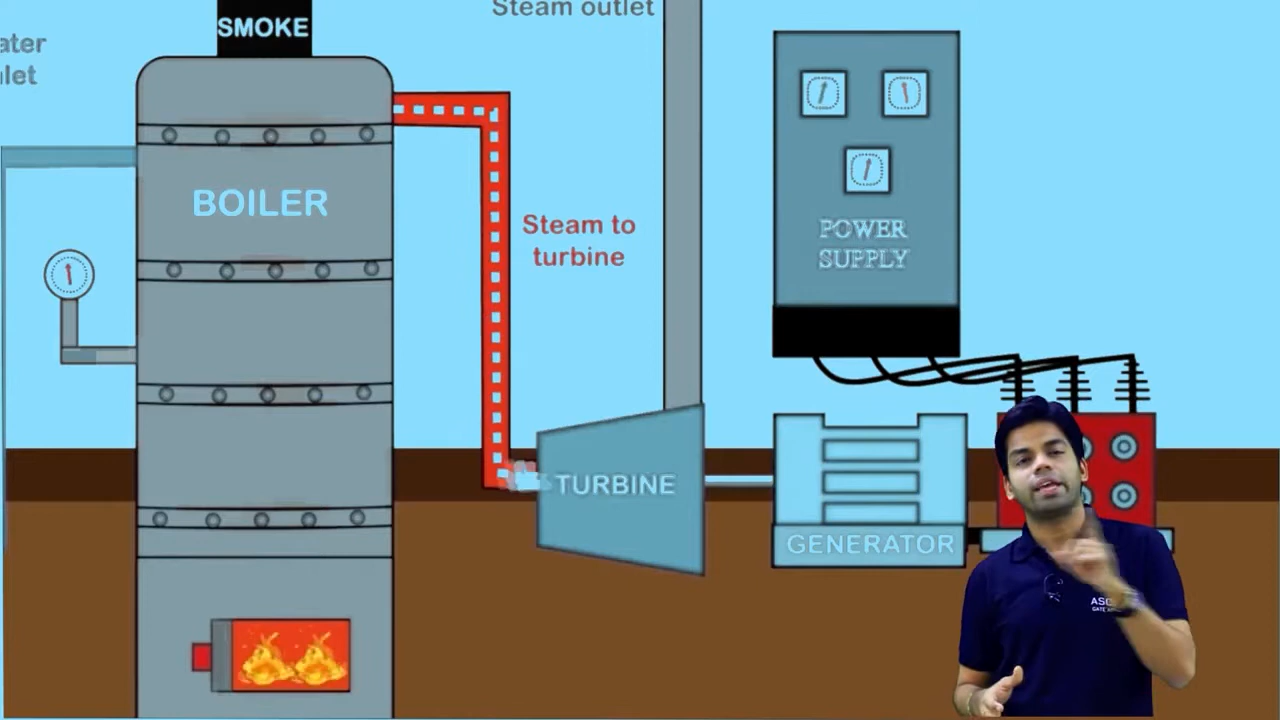 SMOKE
Steam outlet
ater
let
BOILER
Steam to
turbine
POWER
SUPPLY
TURBINE
GENERATOR